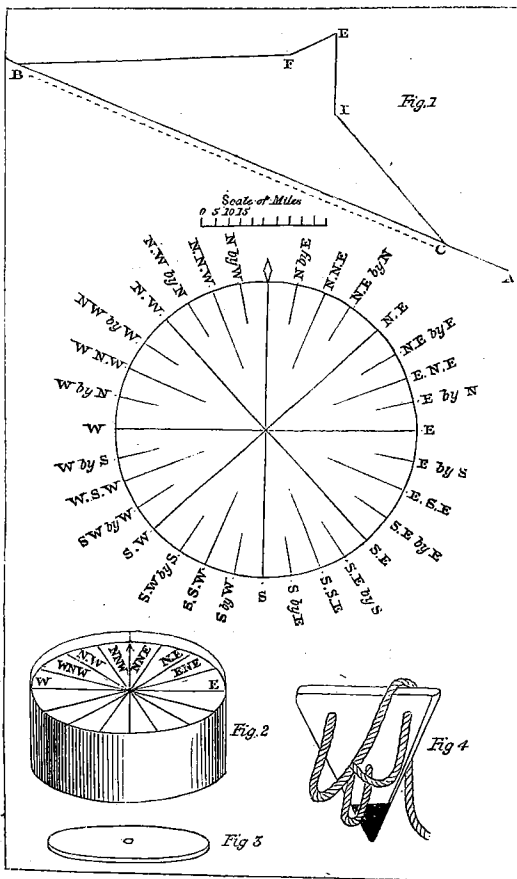 E
B
F
I
Fig.1
C
A
Scale of Miles
0 5 10 15
N by W
N by E
N.N.W
N.N.E
N.W by N
N.E by N
N.W.
N.E
N W by W.
N.E by E
W N.W
E.N.E
W by N
E by N
W
E
W by S
E by S
W.S.W
E.S.E
S W by W
S.E by E
S.W
S.E
S.W by S
S.E by S
S.S.W
S.S.E
S by W
S by E
S
W
WNW
N.W
NNW
NNE
N.E
ENE
E
Fig.2
Fig 3
Fig 4